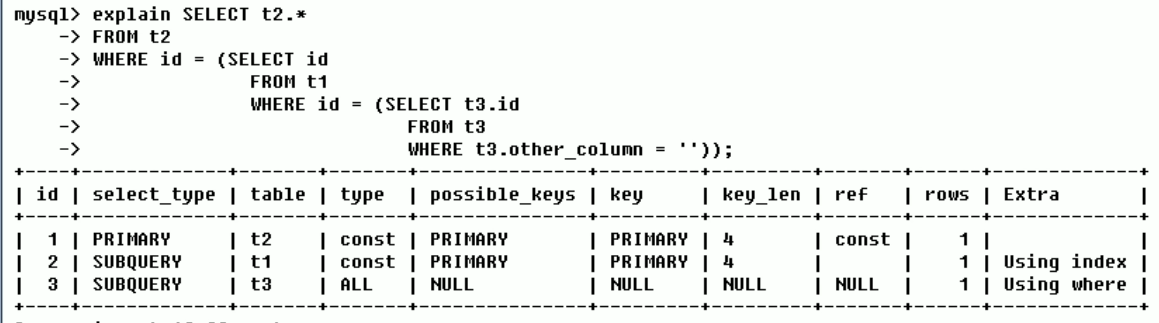 mysql> explain SELECT t2.*
    -> FROM t2
    -> WHERE id = (SELECT id
    ->             FROM t1
    ->             WHERE id = (SELECT t3.id
    ->                         FROM t3
    ->                         WHERE t3.other_column = ''));
+----+-------------+-------+-------+---------------+---------+---------+-------+------+-------------+
| id | select_type | table | type  | possible_keys | key     | key_len | ref   | rows | Extra       |
+----+-------------+-------+-------+---------------+---------+---------+-------+------+-------------+
|  1 | PRIMARY     | t2    | const | PRIMARY       | PRIMARY | 4       | const |    1 |             |
|  2 | SUBQUERY    | t1    | const | PRIMARY       | PRIMARY | 4       |       |    1 | Using index |
|  3 | SUBQUERY    | t3    | ALL   | NULL          | NULL    | NULL    | NULL  |    1 | Using where |
+----+-------------+-------+-------+---------------+---------+---------+-------+------+-------------+